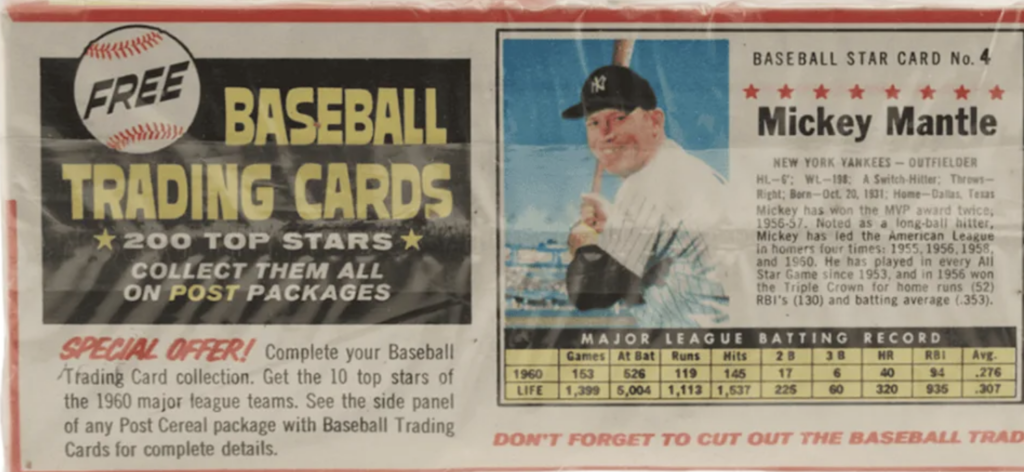 FREE
BASEBALL
TRADING CARDS
★ 200 TOP STARS ★
COLLECT THEM ALL
ON POST PACKAGES
SPECIAL OFFER! Complete your Baseball
Trading Card collection. Get the 10 top stars of
the 1960 major league teams. See the side panel
of any Post Cereal package with Baseball Trading
Cards for complete details.
NY
BASEBALL STAR CARD No. 4
★ ★ ★ ★ ★ ★ ★ ★ ★
Mickey Mantle
NEW YORK YANKEES — OUTFIELDER
Ht.—6'; Wt.—198; A Switch-Hitter; Throws—
Right; Born—Oct. 20, 1931; Home—Dallas, Texas
Mickey has won the MVP award twice,
1956-57. Noted as a long-ball hitter,
Mickey has led the American League
in homers four times: 1955, 1956, 1958,
and 1960. He has played in every All
Star Game since 1953, and in 1956 won
the Triple Crown for home runs (52)
RBI's (130) and batting average (.353).
MAJOR LEAGUE BATTING RECORD
Games At Bat Runs Hits 2 B 3 B HR RBI Avg.
1960 153 526 119 145 17 6 40 94 .276
LIFE 1,399 5,004 1,113 1,537 225 60 320 935 .307
DON'T FORGET TO CUT OUT THE BASEBALL TRAD